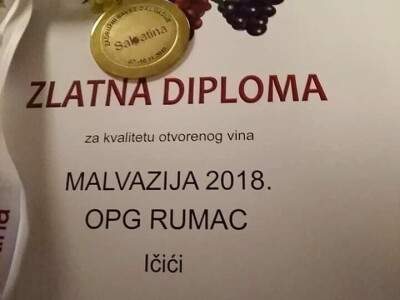 Sabatina
ZLATNA DIPLOMA
za kvalitetu otvorenog vina
MALVAZIJA 2018.
OPG RUMAC
Ičići